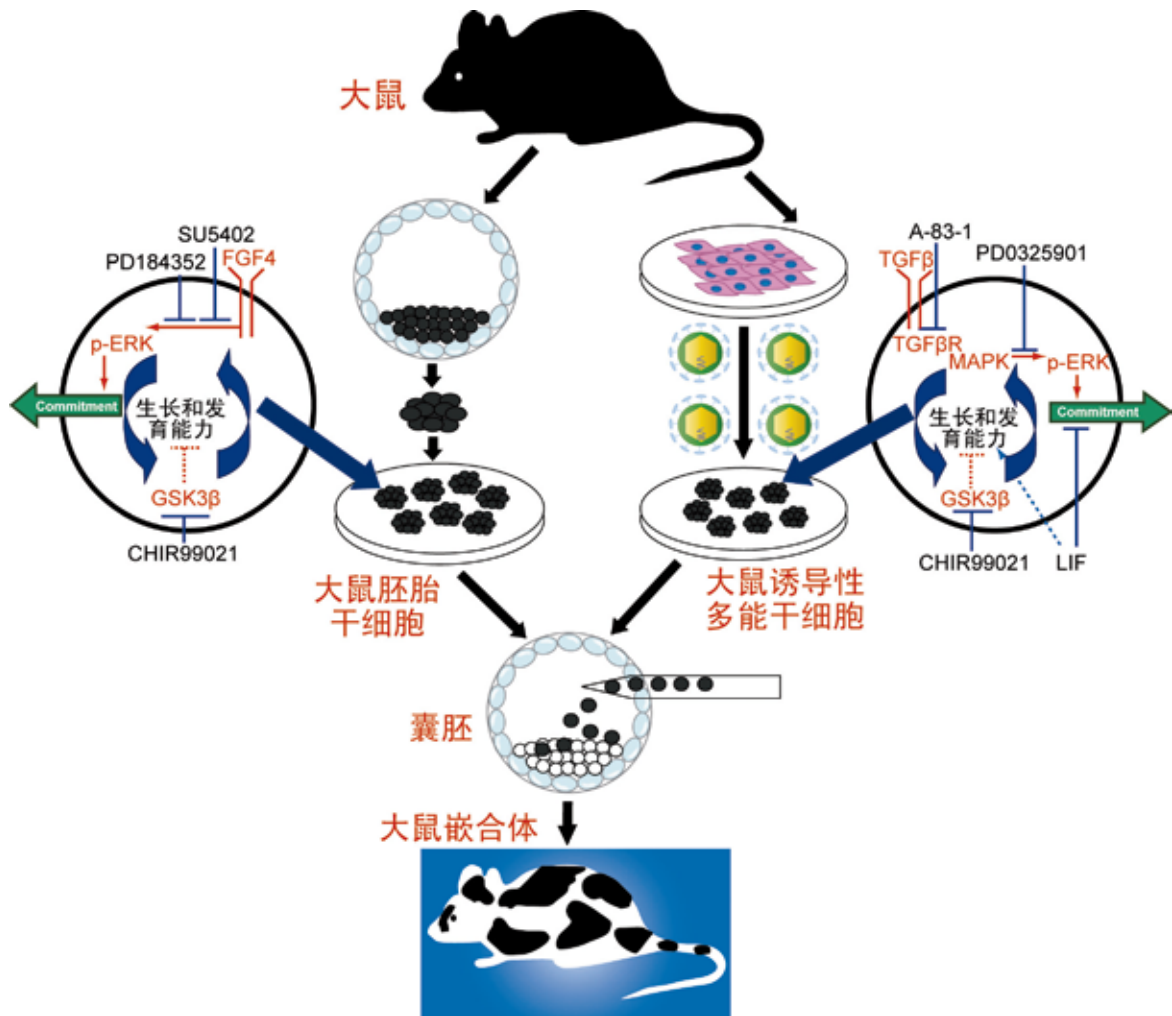 大鼠
SU5402
PD184352
FGF4
p-ERK
Commitment
生长和发
育能力
GSK3β
CHIR99021
A-83-1
TGFβ
PD0325901
TGFβR
MAPK
p-ERK
Commitment
生长和发
育能力
GSK3β
CHIR99021
LIF
大鼠胚胎
干细胞
大鼠诱导性
多能干细胞
囊胚
大鼠嵌合体